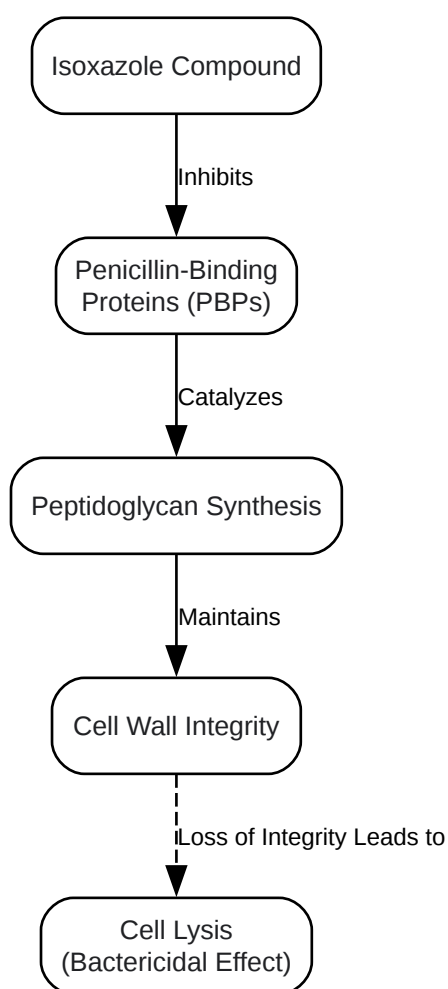 Isoxazole Compound
Inhibits
Penicillin-Binding
Proteins (PBPs)
Catalyzes
Peptidoglycan Synthesis
Maintains
Cell Wall Integrity
Loss of Integrity Leads to
Cell Lysis
(Bactericidal Effect)